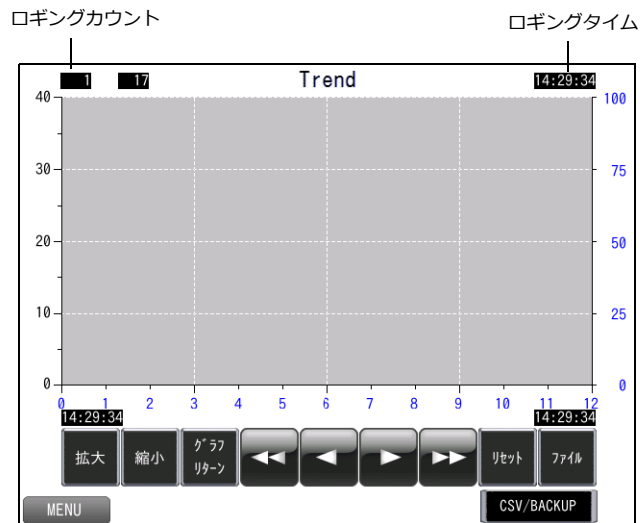 ロギングカウント
ロギングタイム
1 17 Trend 14:29:34
40 100
30 75
20 50
10 25
0 0
0 1 2 3 4 5 6 7 8 9 10 11 12
14:29:34 14:29:34
拡大 縮小 グラフ リターン リセット ファイル
MENU CSV/BACKUP